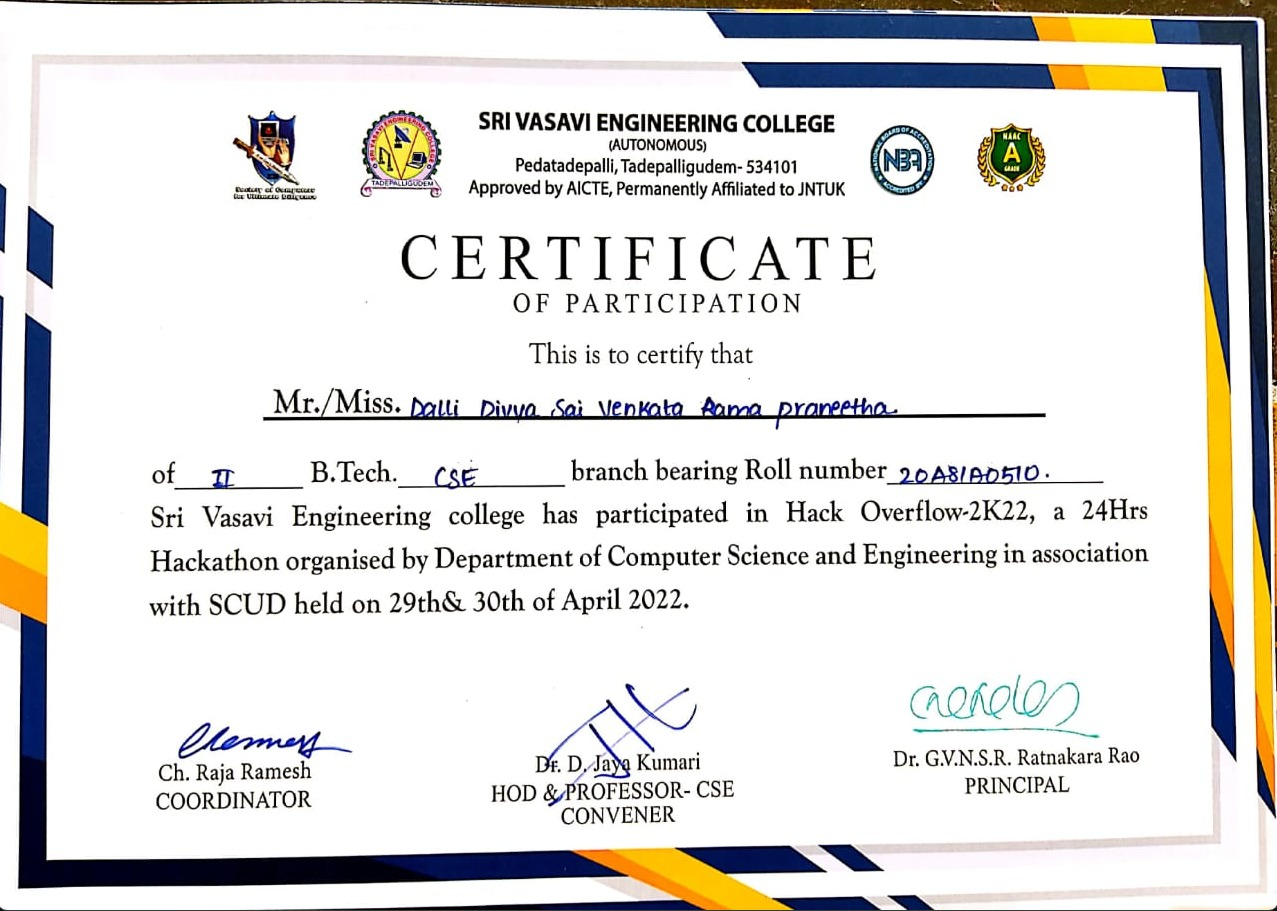 SRI VASAVI ENGINEERING COLLEGE
(AUTONOMOUS)
Pedatadepalli, Tadepalligudem- 534101
Approved by AICTE, Permanently Affiliated to JNTUK
Society of Computers
for Ultimate Diligence
SRI VASAVI ENGINEERING COLLEGE
TADEPALLIGUDEM
NATIONAL BOARD OF ACCREDITATION
NBA
NAAC
A
GRADE
CERTIFICATE
OF PARTICIPATION
This is to certify that
Mr./Miss. Dalli Divya Sai Venkata Rama Praneetha
of II B.Tech. CSE branch bearing Roll number 20A81A0510.
Sri Vasavi Engineering college has participated in Hack Overflow-2K22, a 24Hrs
Hackathon organised by Department of Computer Science and Engineering in association
with SCUD held on 29th& 30th of April 2022.
Ch. Raja Ramesh
COORDINATOR
Dr. D. Jaya Kumari
HOD & PROFESSOR- CSE
CONVENER
Dr. G.V.N.S.R. Ratnakara Rao
PRINCIPAL